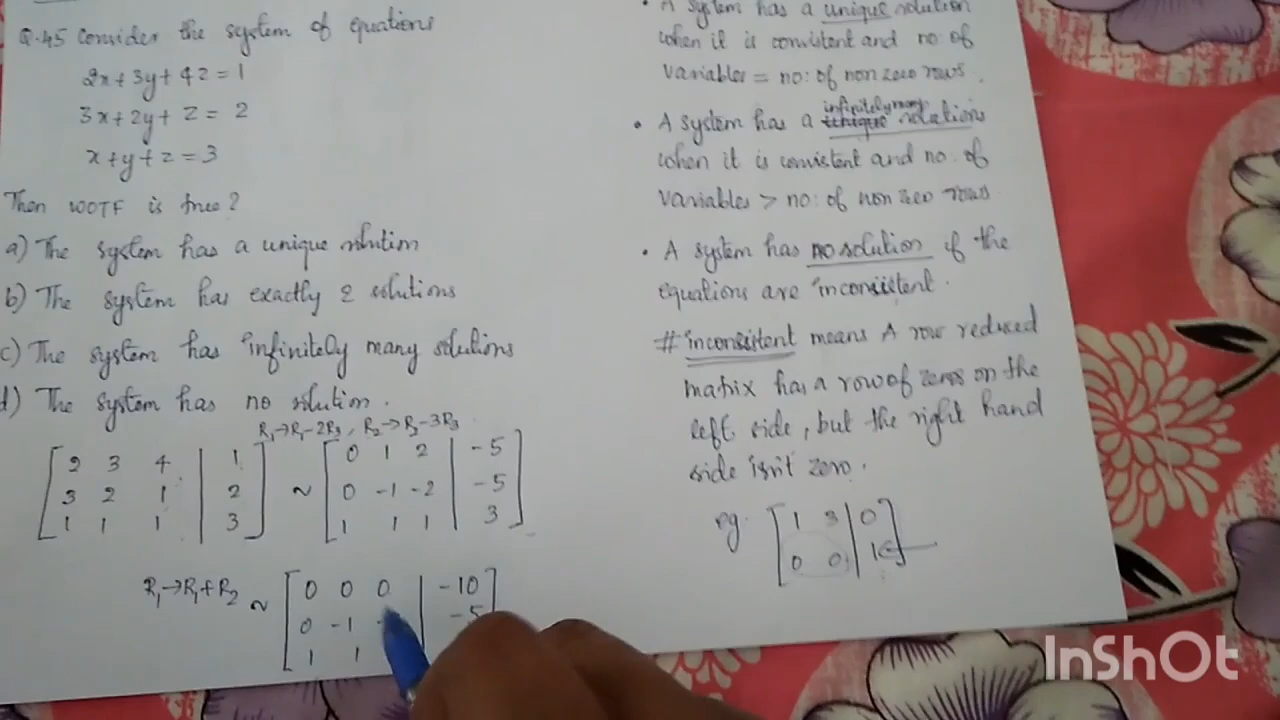 Q.45 Consider the system of equations
2x+3y+4z=1
3x+2y+z=2
x+y+z=3
Then WOTF is true?
a) The system has a unique solution
b) The system has exactly 2 solutions
c) The system has infinitely many solutions
d) The system has no solution.
R₁→R₁-2R₃, R₂→R₂-3R₃
[2 3 4 | 1] ~ [0 1 2 | -5]
[3 2 1 | 2] [0 -1 -2 | -5]
[1 1 1 | 3] [1 1 1 | 3]
R₁→R₁+R₂ ~ [0 0 0 | -10]
[0 -1 | -5]
[1 1
• A system has a unique solution
when it is consistent and no of
variables = no: of non zero rows.
infinitely many
• A system has a unique solutions
when it is consistent and no. of
variables > no: of non zero rows.
• A system has no solution if the
equations are inconsistent.
# inconsistent means A row reduced
matrix has a row of zeros on the
left side, but the right hand
side isn't zero.
eg. [1 3 | 0]
[0 0 | 1]
InShOt